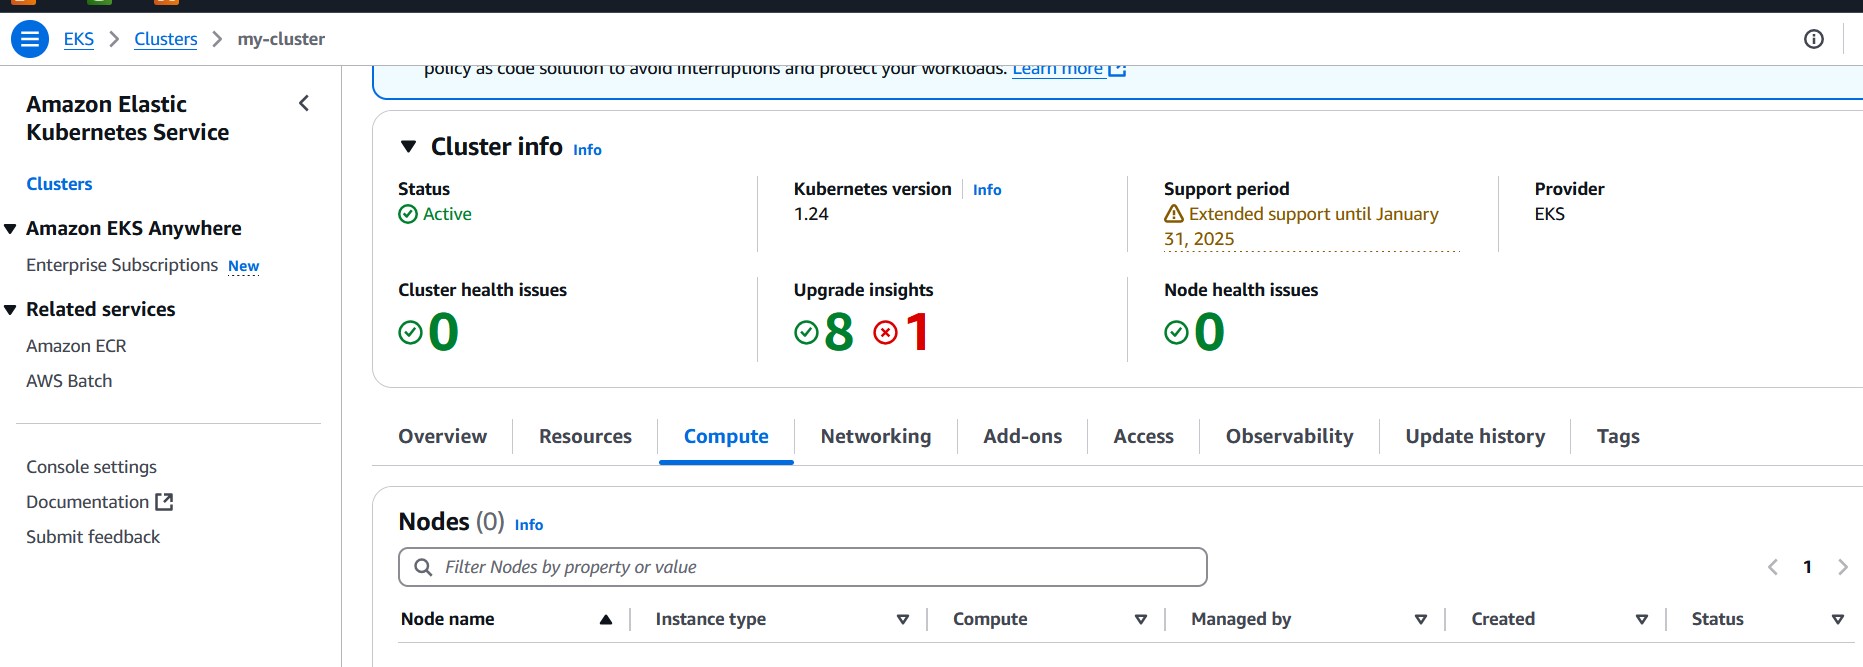 EKS > Clusters > my-cluster
policy as code solution to avoid interruptions and protect your workloads. Learn more
Amazon Elastic
Kubernetes Service
Clusters
Amazon EKS Anywhere
Enterprise Subscriptions New
Related services
Amazon ECR
AWS Batch
Console settings
Documentation
Submit feedback
Cluster info Info
Status
Active
Kubernetes version Info
1.24
Support period
Extended support until January
31, 2025
Provider
EKS
Cluster health issues
0
Upgrade insights
8 1
Node health issues
0
Overview Resources Compute Networking Add-ons Access Observability Update history Tags
Nodes (0) Info
Filter Nodes by property or value
1
Node name Instance type Compute Managed by Created Status